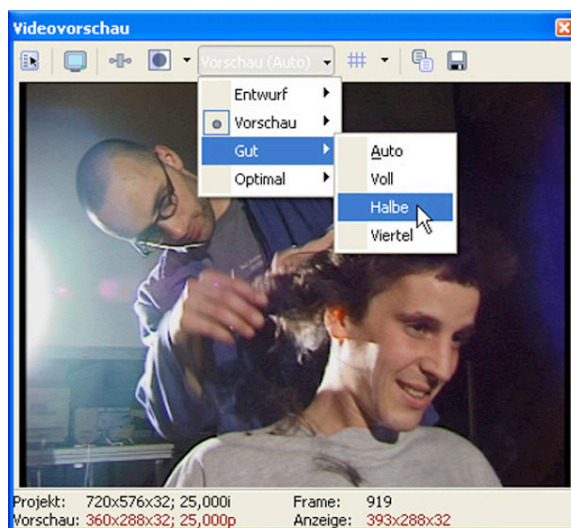 Videovorschau
Vorschau (Auto)
Entwurf
Vorschau
Gut
Optimal
Auto
Voll
Halbe
Viertel
Projekt: 720x576x32; 25,000i Frame: 919
Vorschau: 360x288x32; 25,000p Anzeige: 393x288x32